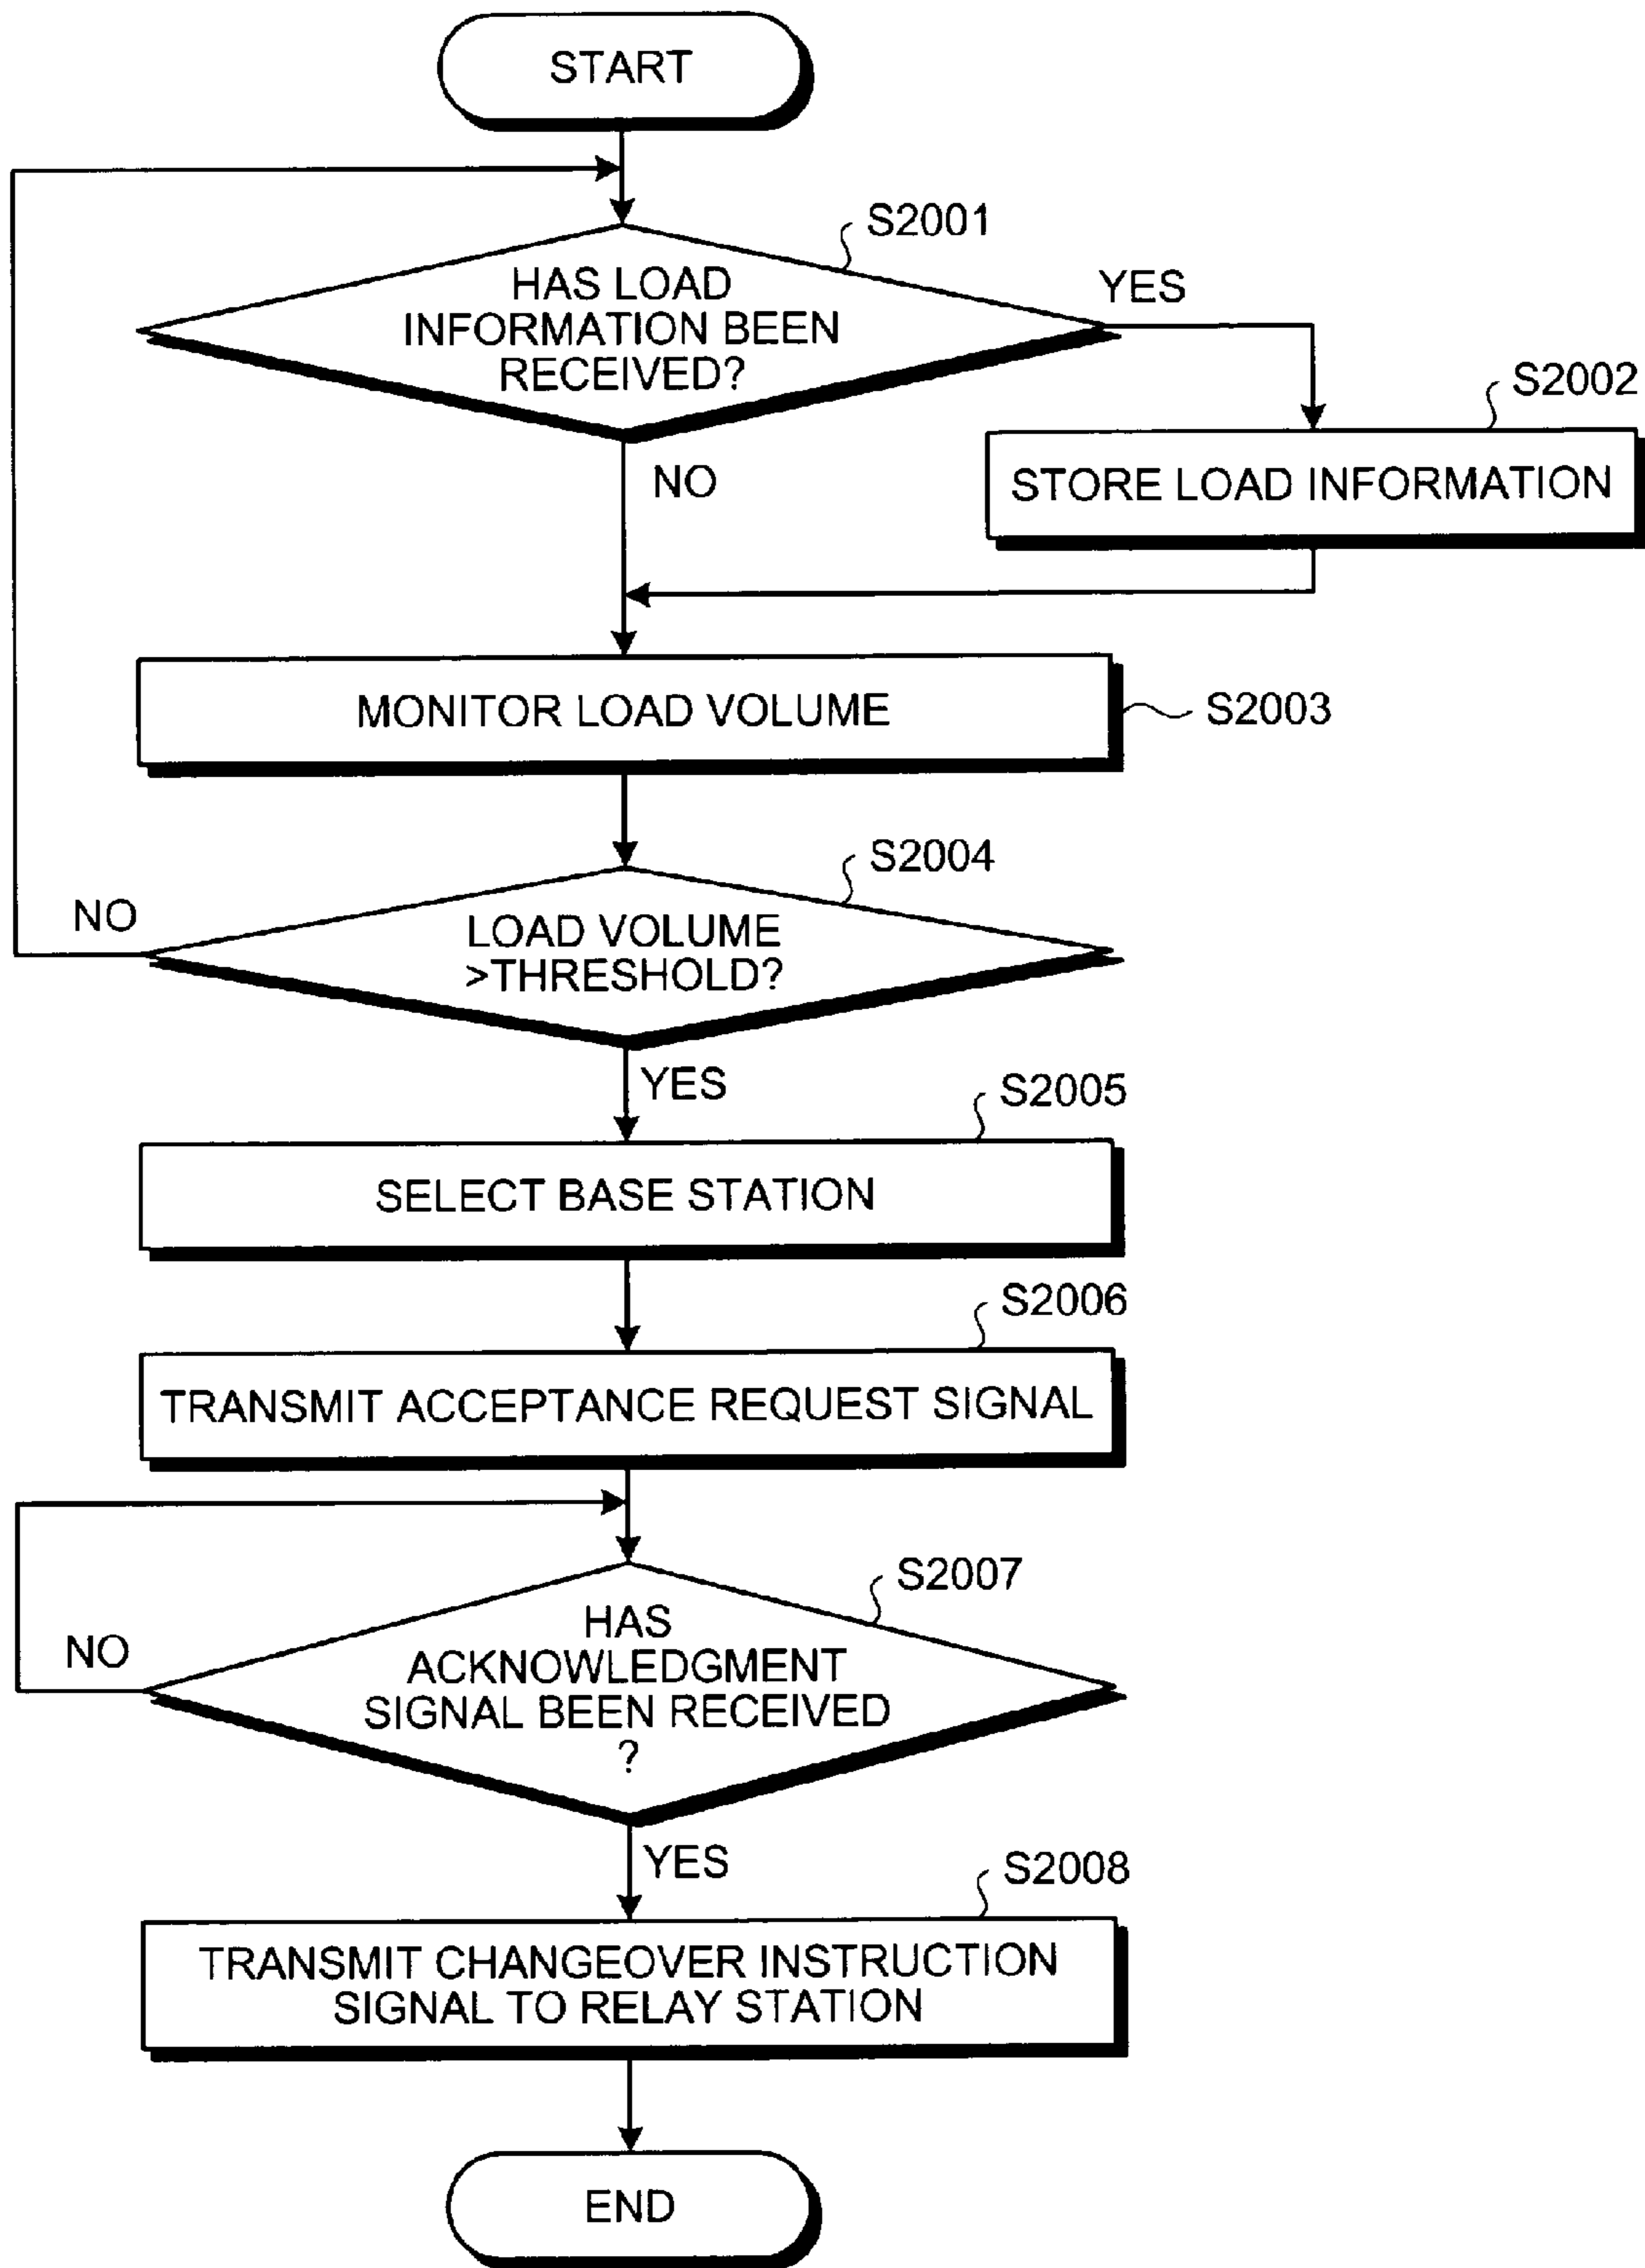 START
S2001
HAS LOAD
INFORMATION BEEN
RECEIVED?
YES
NO
S2002
STORE LOAD INFORMATION
MONITOR LOAD VOLUME
S2003
S2004
LOAD VOLUME
>THRESHOLD?
NO
YES
S2005
SELECT BASE STATION
S2006
TRANSMIT ACCEPTANCE REQUEST SIGNAL
S2007
HAS
ACKNOWLEDGMENT
SIGNAL BEEN RECEIVED
?
NO
YES
S2008
TRANSMIT CHANGEOVER INSTRUCTION
SIGNAL TO RELAY STATION
END